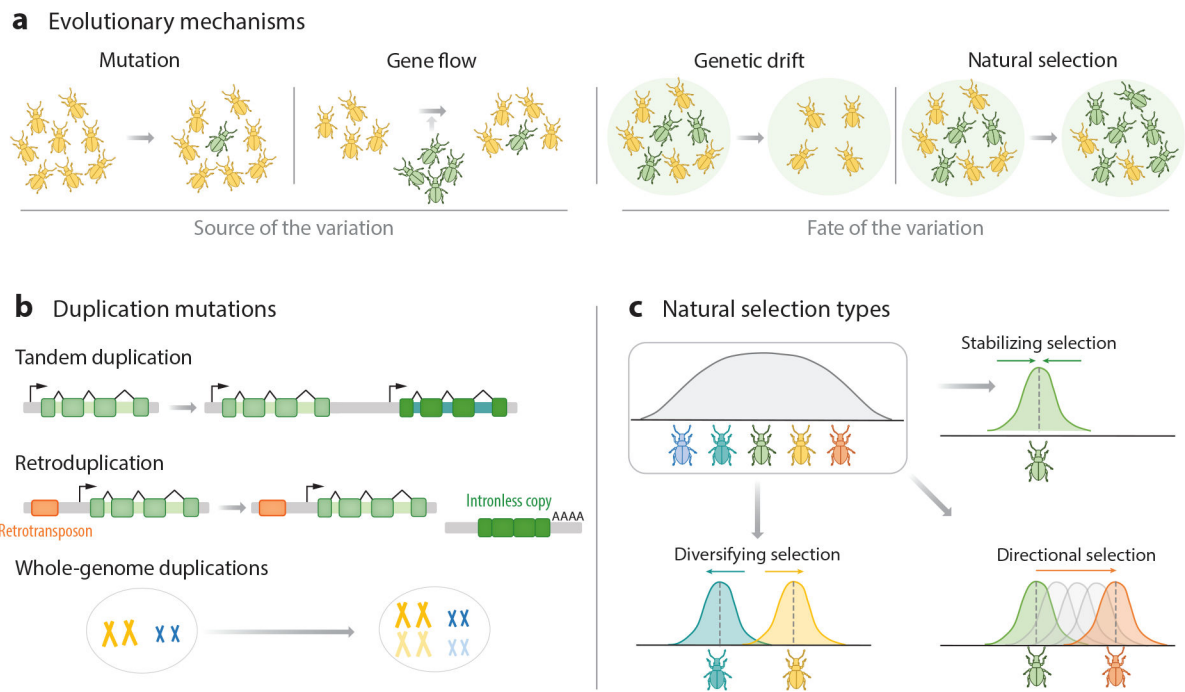 a Evolutionary mechanisms
Mutation
Gene flow
Genetic drift
Natural selection
Source of the variation
Fate of the variation
b Duplication mutations
Tandem duplication
Retroduplication
Retrotransposon
Intronless copy
AAAA
Whole-genome duplications
c Natural selection types
Stabilizing selection
Diversifying selection
Directional selection